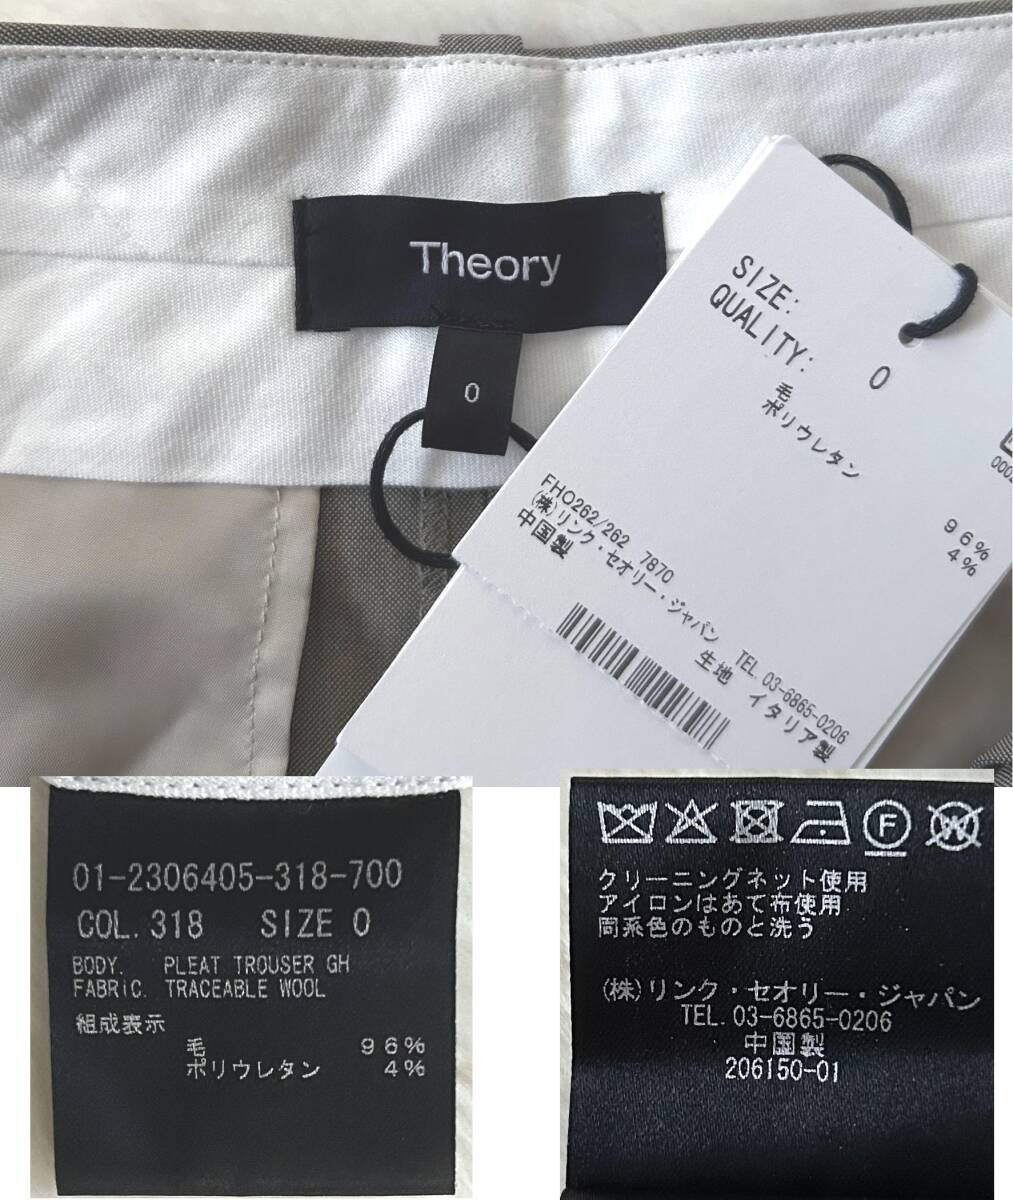 Theory
0
SIZE:
QUALITY: 0
毛 96%
ポリウレタン 4%
0002
FHO262/262 7870
(株)リンク・セオリー・ジャパン TEL.03-6865-0206
中国製 生地 イタリア製
01-2306405-318-700
COL.318 SIZE 0
BODY. PLEAT TROUSER GH
FABRIC. TRACEABLE WOOL
組成表示
毛 96%
ポリウレタン 4%
F W
クリーニングネット使用
アイロンはあて布使用
同系色のものと洗う
(株)リンク・セオリー・ジャパン
TEL.03-6865-0206
中国製
206150-01